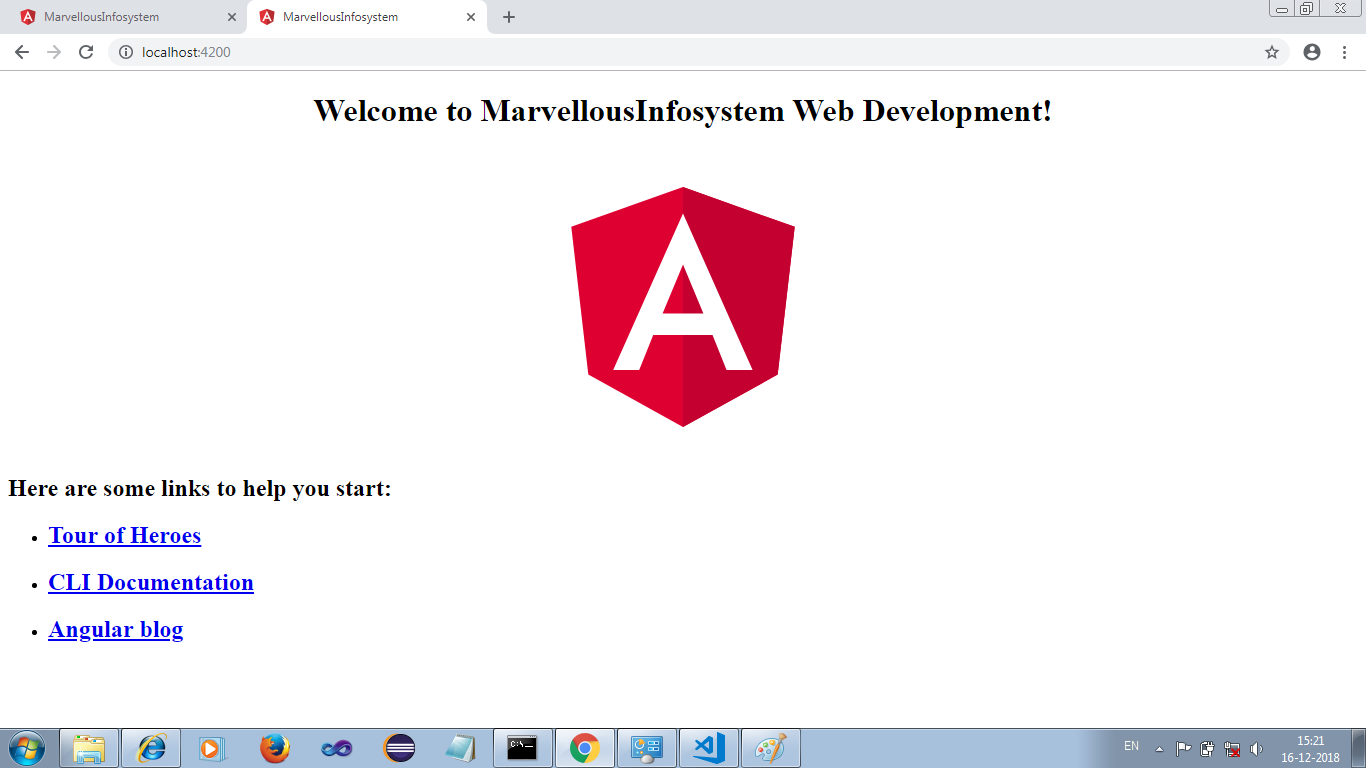 MarvellousInfosystem
MarvellousInfosystem
localhost:4200
Welcome to MarvellousInfosystem Web Development!
A
Here are some links to help you start:
Tour of Heroes
CLI Documentation
Angular blog
C:\_
EN
15:21
16-12-2018